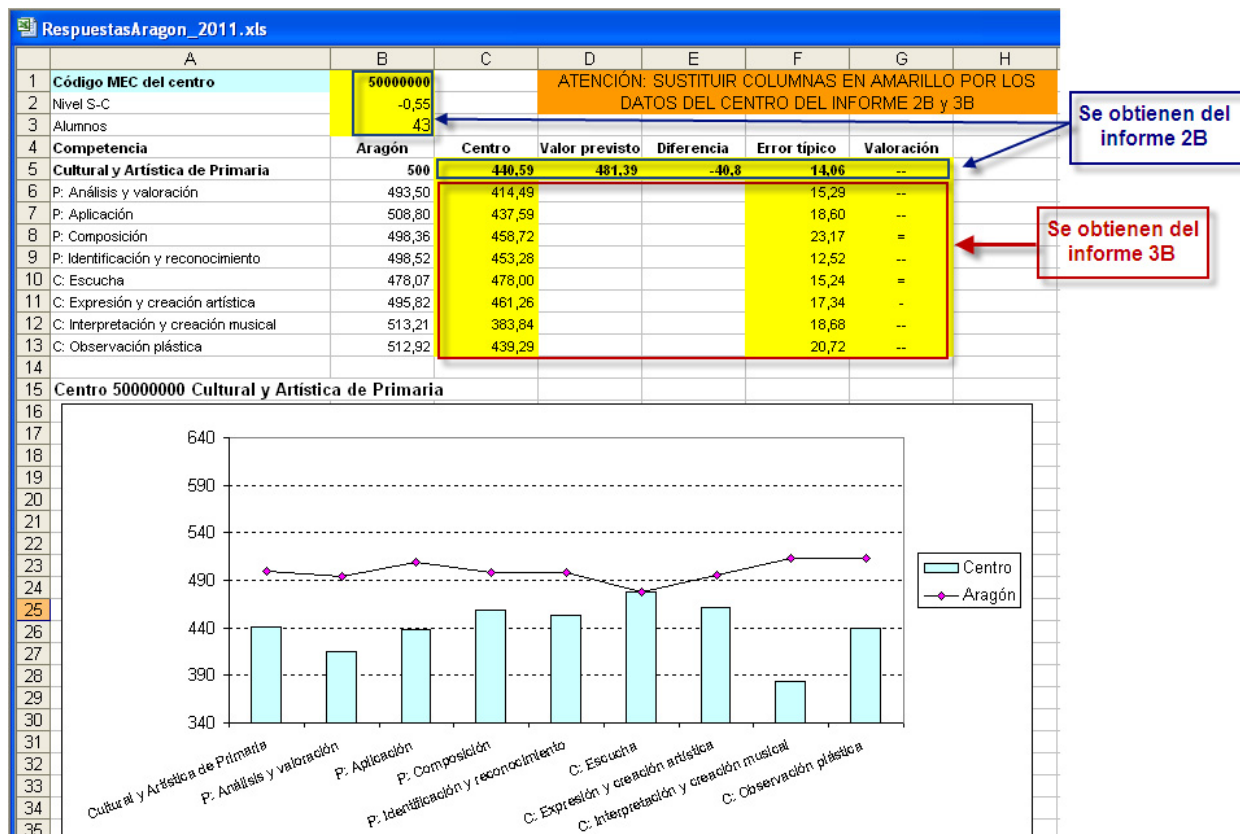 RespuestasAragon_2011.xls
A B C D E F G H
1 Código MEC del centro 50000000 ATENCIÓN: SUSTITUIR COLUMNAS EN AMARILLO POR LOS
2 Nivel S-C -0,55 DATOS DEL CENTRO DEL INFORME 2B y 3B
3 Alumnos 43
4 Competencia Aragón Centro Valor previsto Diferencia Error típico Valoración
5 Cultural y Artística de Primaria 500 440,59 481,39 -40,8 14,06 --
6 P: Análisis y valoración 493,50 414,49 15,29 --
7 P: Aplicación 508,80 437,59 18,60 --
8 P: Composición 498,36 458,72 23,17 =
9 P: Identificación y reconocimiento 498,52 453,28 12,52 --
10 C: Escucha 478,07 478,00 15,24 =
11 C: Expresión y creación artística 495,82 461,26 17,34 -
12 C: Interpretación y creación musical 513,21 383,84 18,68 --
13 C: Observación plástica 512,92 439,29 20,72 --
Se obtienen del
informe 2B
Se obtienen del
informe 3B
14
15 Centro 50000000 Cultural y Artística de Primaria
16
17
18
19
20
21
22
23
24
25
26
27
28
29
30
31
32
33
34
35
640
590
540
490
440
390
340
Centro
Aragón
Cultural y Artística de Primaria
P: Análisis y valoración
P: Aplicación
P: Composición
P: Identificación y reconocimiento
C: Escucha
C: Expresión y creación artística
C: Interpretación y creación musical
C: Observación plástica